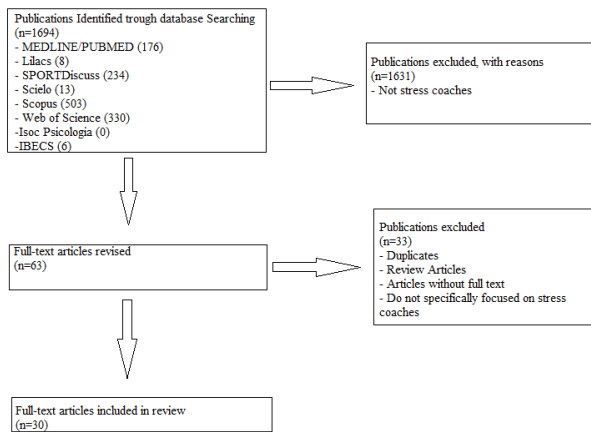 Publications Identified trough database Searching
(n=1694)
- MEDLINE/PUBMED (176)
- Lilacs (8)
- SPORTDiscuss (234)
- Scielo (13)
- Scopus (503)
- Web of Science (330)
-Isoc Psicologia (0)
-IBECS (6)
Publications excluded, with reasons
(n=1631)
- Not stress coaches
Full-text articles revised
(n=63)
Publications excluded
(n=33)
- Duplicates
- Review Articles
- Articles without full text
- Do not specifically focused on stress
coaches
Full-text articles included in review
(n=30)